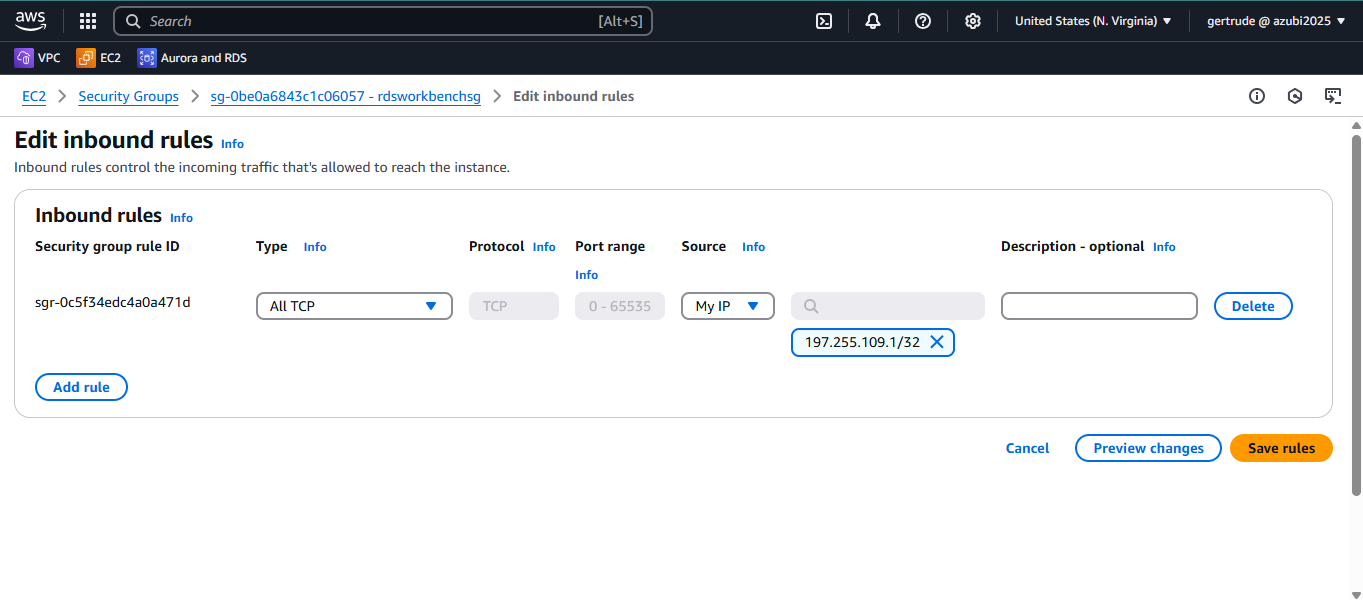 aws Search [Alt+S] United States (N. Virginia) gertrude @ azubi2025
VPC EC2 Aurora and RDS
EC2 > Security Groups > sg-0be0a6843c1c06057 - rdsworkbenchsg > Edit inbound rules
Edit inbound rules Info
Inbound rules control the incoming traffic that's allowed to reach the instance.
Inbound rules Info
Security group rule ID Type Info Protocol Info Port range Source Info Description - optional Info
Info
sgr-0c5f34edc4a0a471d All TCP TCP 0 - 65535 My IP Delete
197.255.109.1/32
Add rule
Cancel Preview changes Save rules